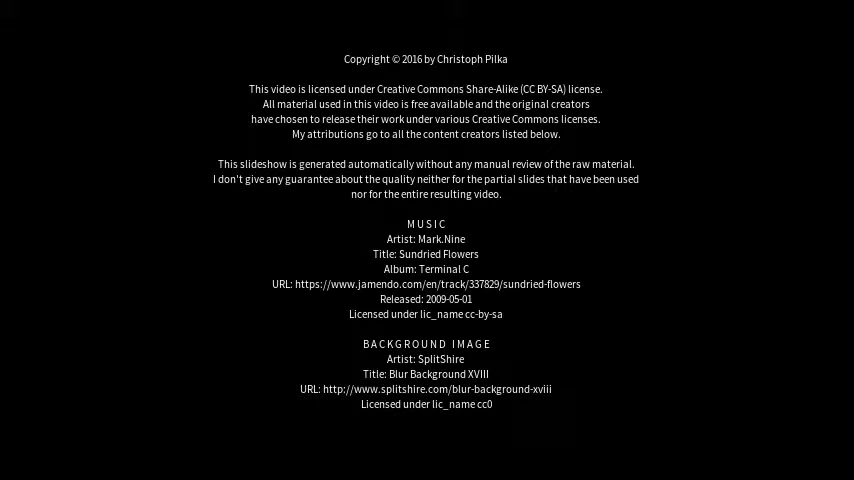 Copyright © 2016 by Christoph Pilka
This video is licensed under Creative Commons Share-Alike (CC BY-SA) license.
All material used in this video is free available and the original creators
have chosen to release their work under various Creative Commons licenses.
My attributions go to all the content creators listed below.
This slideshow is generated automatically without any manual review of the raw material.
I don't give any guarantee about the quality neither for the partial slides that have been used
nor for the entire resulting video.
MUSIC
Artist: Mark.Nine
Title: Sundried Flowers
Album: Terminal C
URL: https://www.jamendo.com/en/track/337829/sundried-flowers
Released: 2009-05-01
Licensed under lic_name cc-by-sa
BACKGROUND IMAGE
Artist: SplitShire
Title: Blur Background XVIII
URL: http://www.splitshire.com/blur-background-xviii
Licensed under lic_name cc0